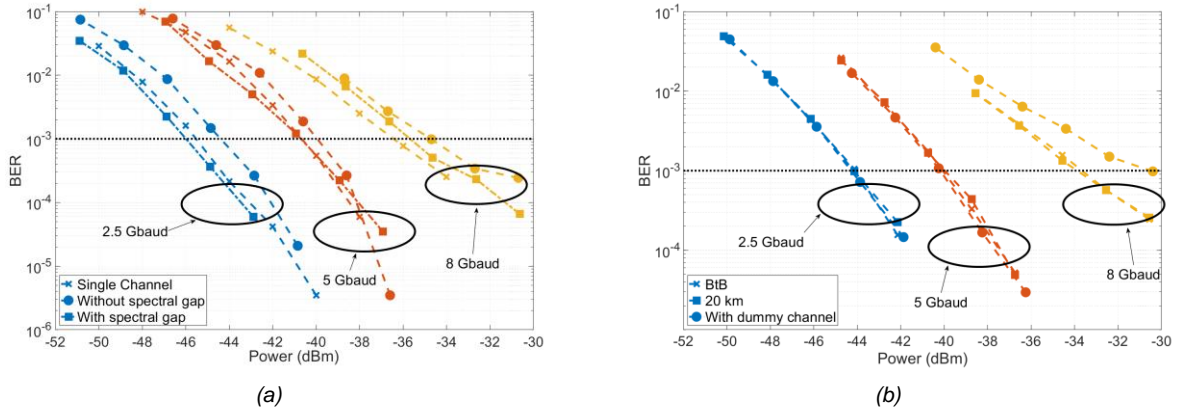 10^-1
10^-2
10^-3
10^-4
10^-5
10^-6
BER
2.5 Gbaud
5 Gbaud
8 Gbaud
Single Channel
Without spectral gap
With spectral gap
-52 -50 -48 -46 -44 -42 -40 -38 -36 -34 -32 -30
Power (dBm)
(a)
10^-1
10^-2
10^-3
10^-4
10^-5
BER
2.5 Gbaud
5 Gbaud
8 Gbaud
BtB
20 km
With dummy channel
-52 -50 -48 -46 -44 -42 -40 -38 -36 -34 -32 -30
Power (dBm)
(b)